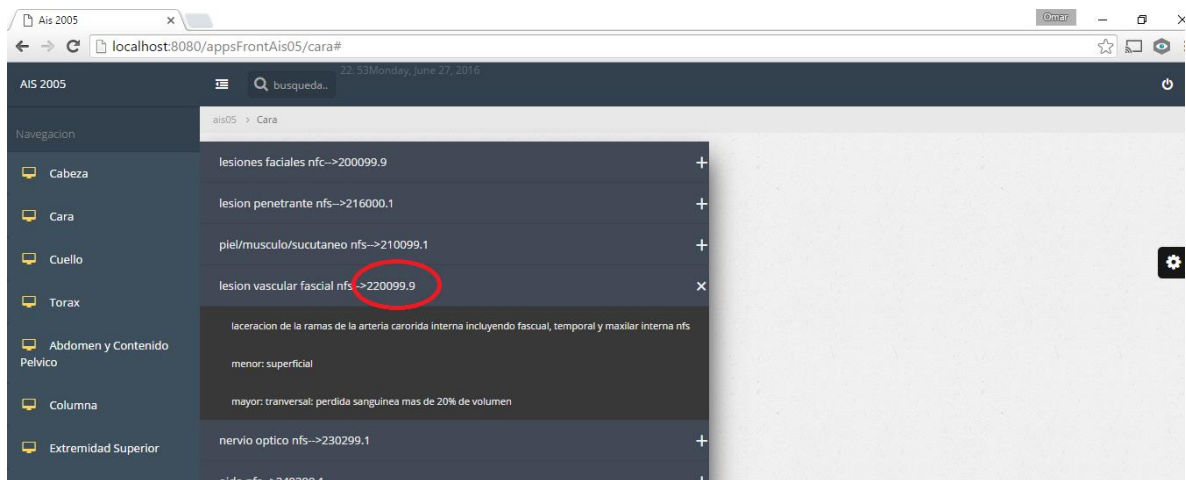 Ais 2005
Omar
localhost:8080/appsFrontAis05/cara#
AIS 2005
busqueda..
22: 53Monday, June 27, 2016
Navegacion
Cabeza
Cara
Cuello
Torax
Abdomen y Contenido
Pelvico
Columna
Extremidad Superior
ais05 > Cara
lesiones faciales nfc-->200099.9
lesion penetrante nfs-->216000.1
piel/musculo/sucutaneo nfs-->210099.1
lesion vascular fascial nfs-->220099.9
laceracion de la ramas de la arteria carorida interna incluyendo fascual, temporal y maxilar interna nfs
menor: superficial
mayor: tranversal: perdida sanguinea mas de 20% de volumen
nervio optico nfs-->230299.1